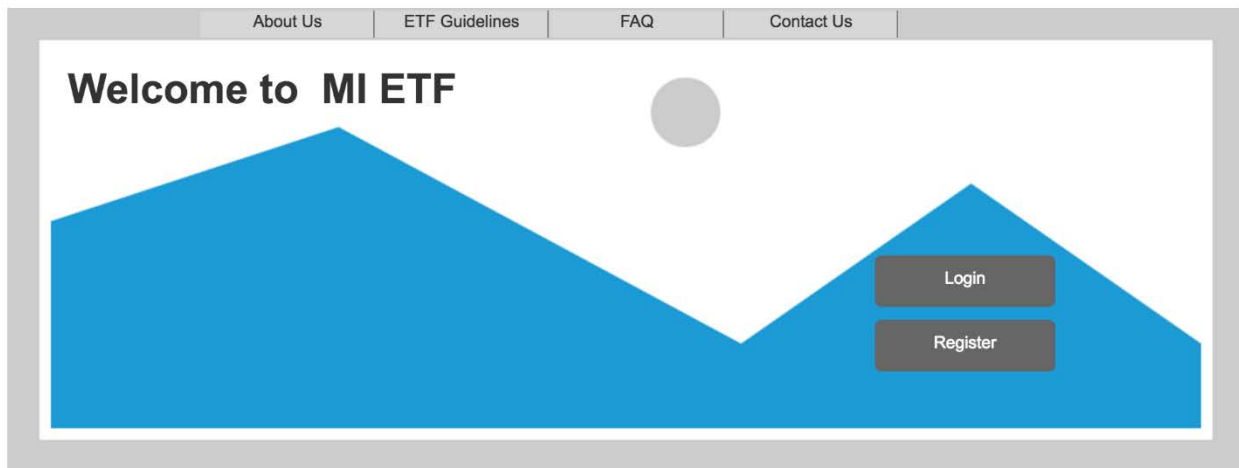 About Us ETF Guidelines FAQ Contact Us
Welcome to MI ETF
Login
Register